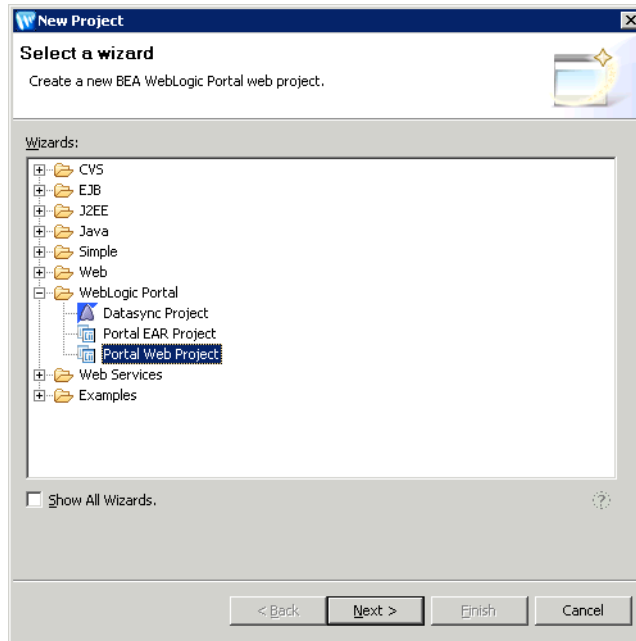 New Project
Select a wizard
Create a new BEA WebLogic Portal web project.
Wizards:
CVS
EJB
J2EE
Java
Simple
Web
WebLogic Portal
Datasync Project
Portal EAR Project
Portal Web Project
Web Services
Examples
Show All Wizards.
< Back Next > Finish Cancel